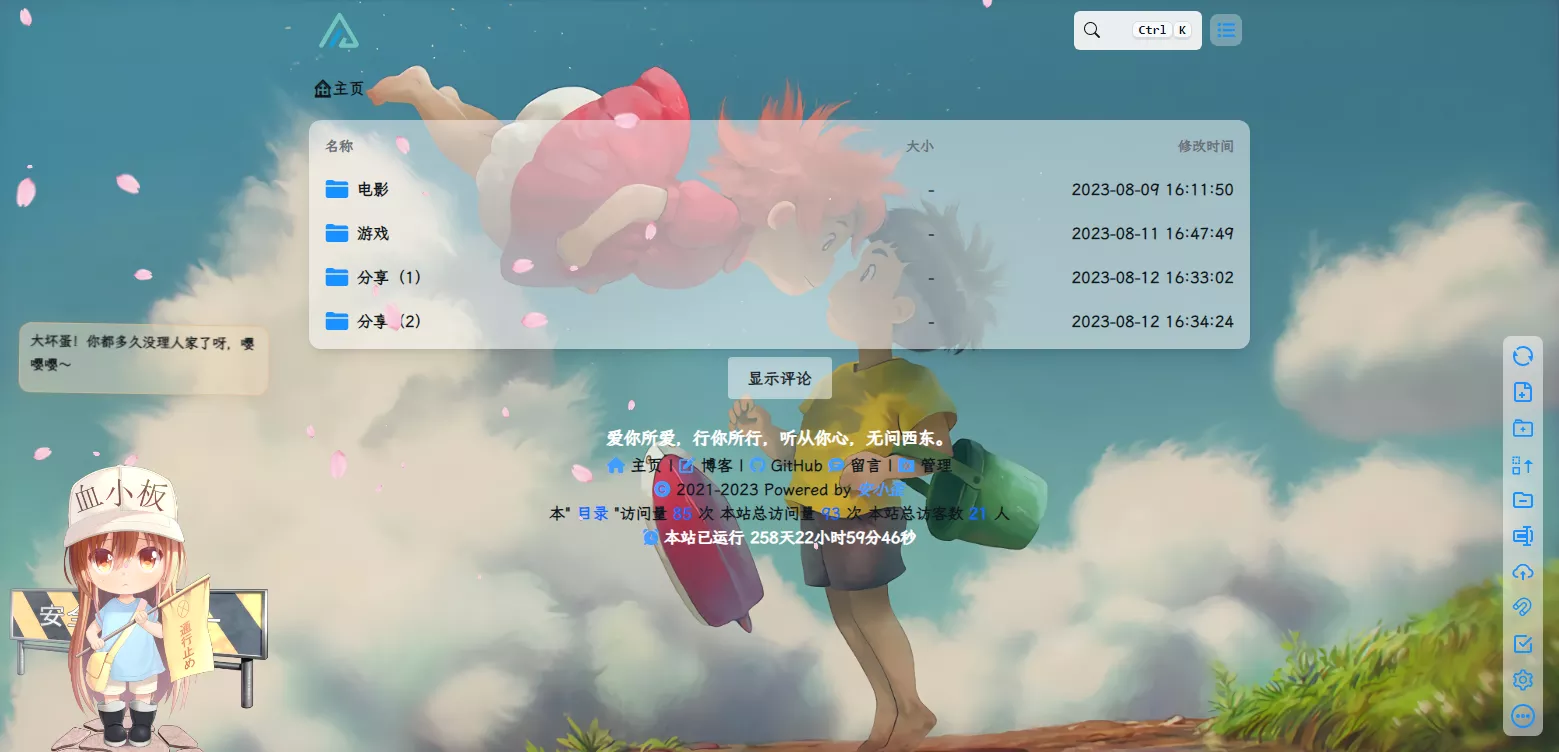 Ctrl K
主页
名称 大小 修改时间
电影 - 2023-08-09 16:11:50
游戏 - 2023-08-11 16:47:49
分享（1） - 2023-08-12 16:33:02
分享（2） - 2023-08-12 16:34:24
大坏蛋！你都多久没理人家了呀，嘤
嘤嘤～
显示评论
爱你所爱，行你所行，听从你心，无问西东。
主页 | 博客 | GitHub 留言 | 管理
2021-2023 Powered by
本" 目录 "访问量 85 次 本站总访问量 93 次 本站总访客数 21 人
本站已运行 258天22小时59分46秒
血小板
安
通行止め